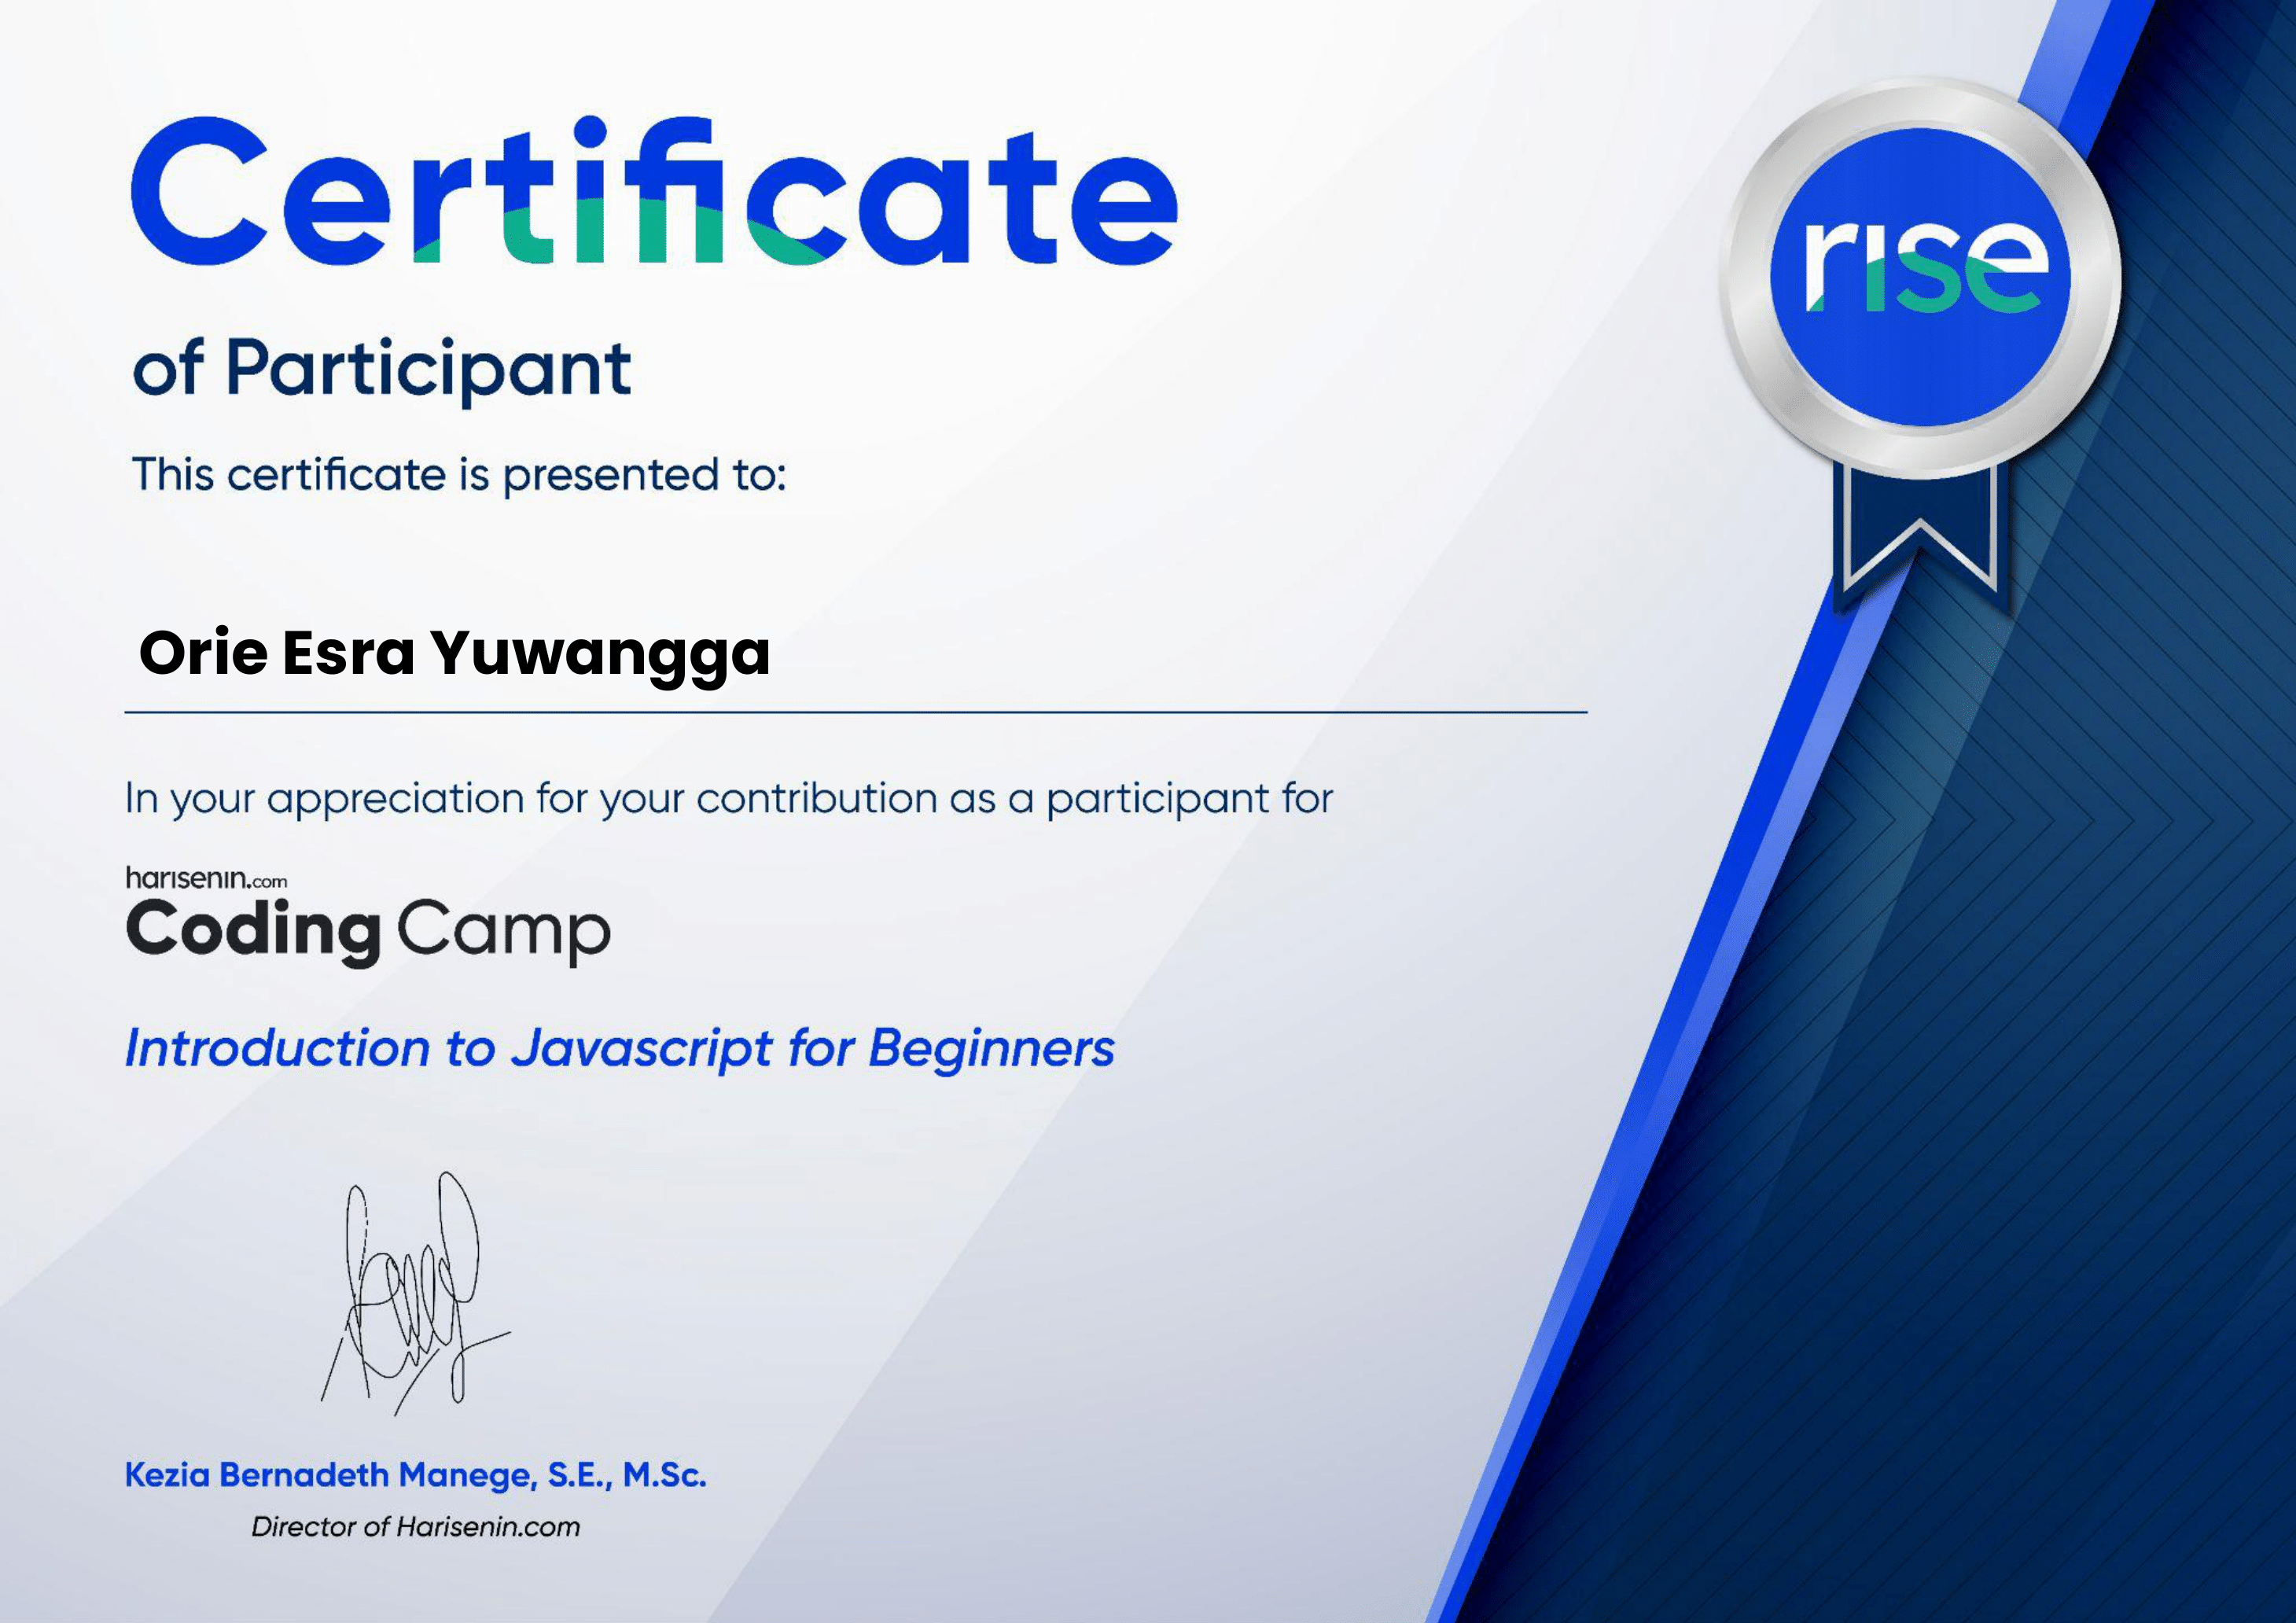 Certificate
of Participant
This certificate is presented to:
Orie Esra Yuwangga
In your appreciation for your contribution as a participant for
harisenin.com
Coding Camp
Introduction to Javascript for Beginners
Kezia Bernadeth Manege, S.E., M.Sc.
Director of Harisenin.com
rise